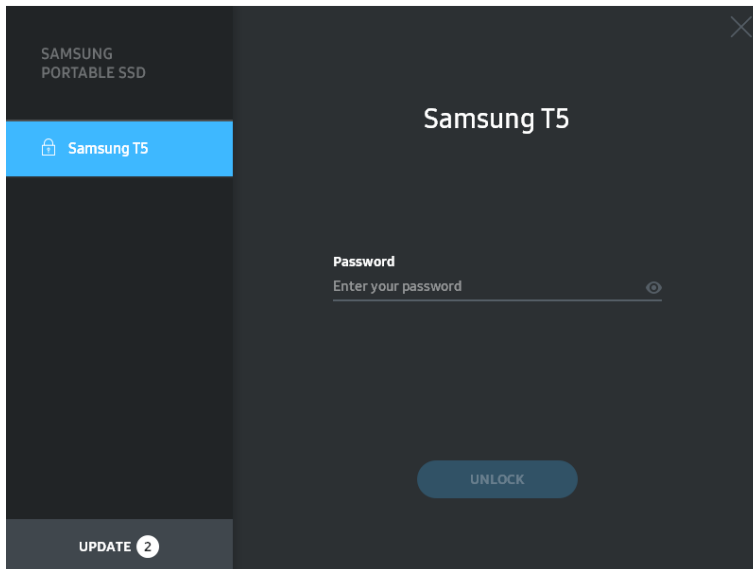 SAMSUNG
PORTABLE SSD
Samsung T5
Samsung T5
Password
Enter your password
UNLOCK
UPDATE 2